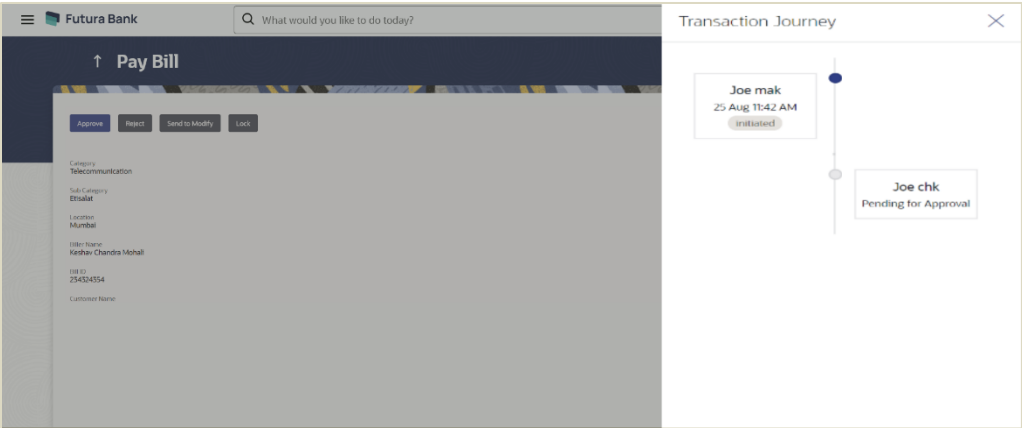 Futura Bank
What would you like to do today?
↑ Pay Bill
Approve Reject Send to Modify Lock
Category
Telecommunication
Sub Category
Etisalat
Location
Mumbai
Biller Name
Keshav Chandra Mohali
Bill ID
234324354
Customer Name
Transaction Journey
Joe mak
25 Aug 11:42 AM
initiated
Joe chk
Pending for Approval